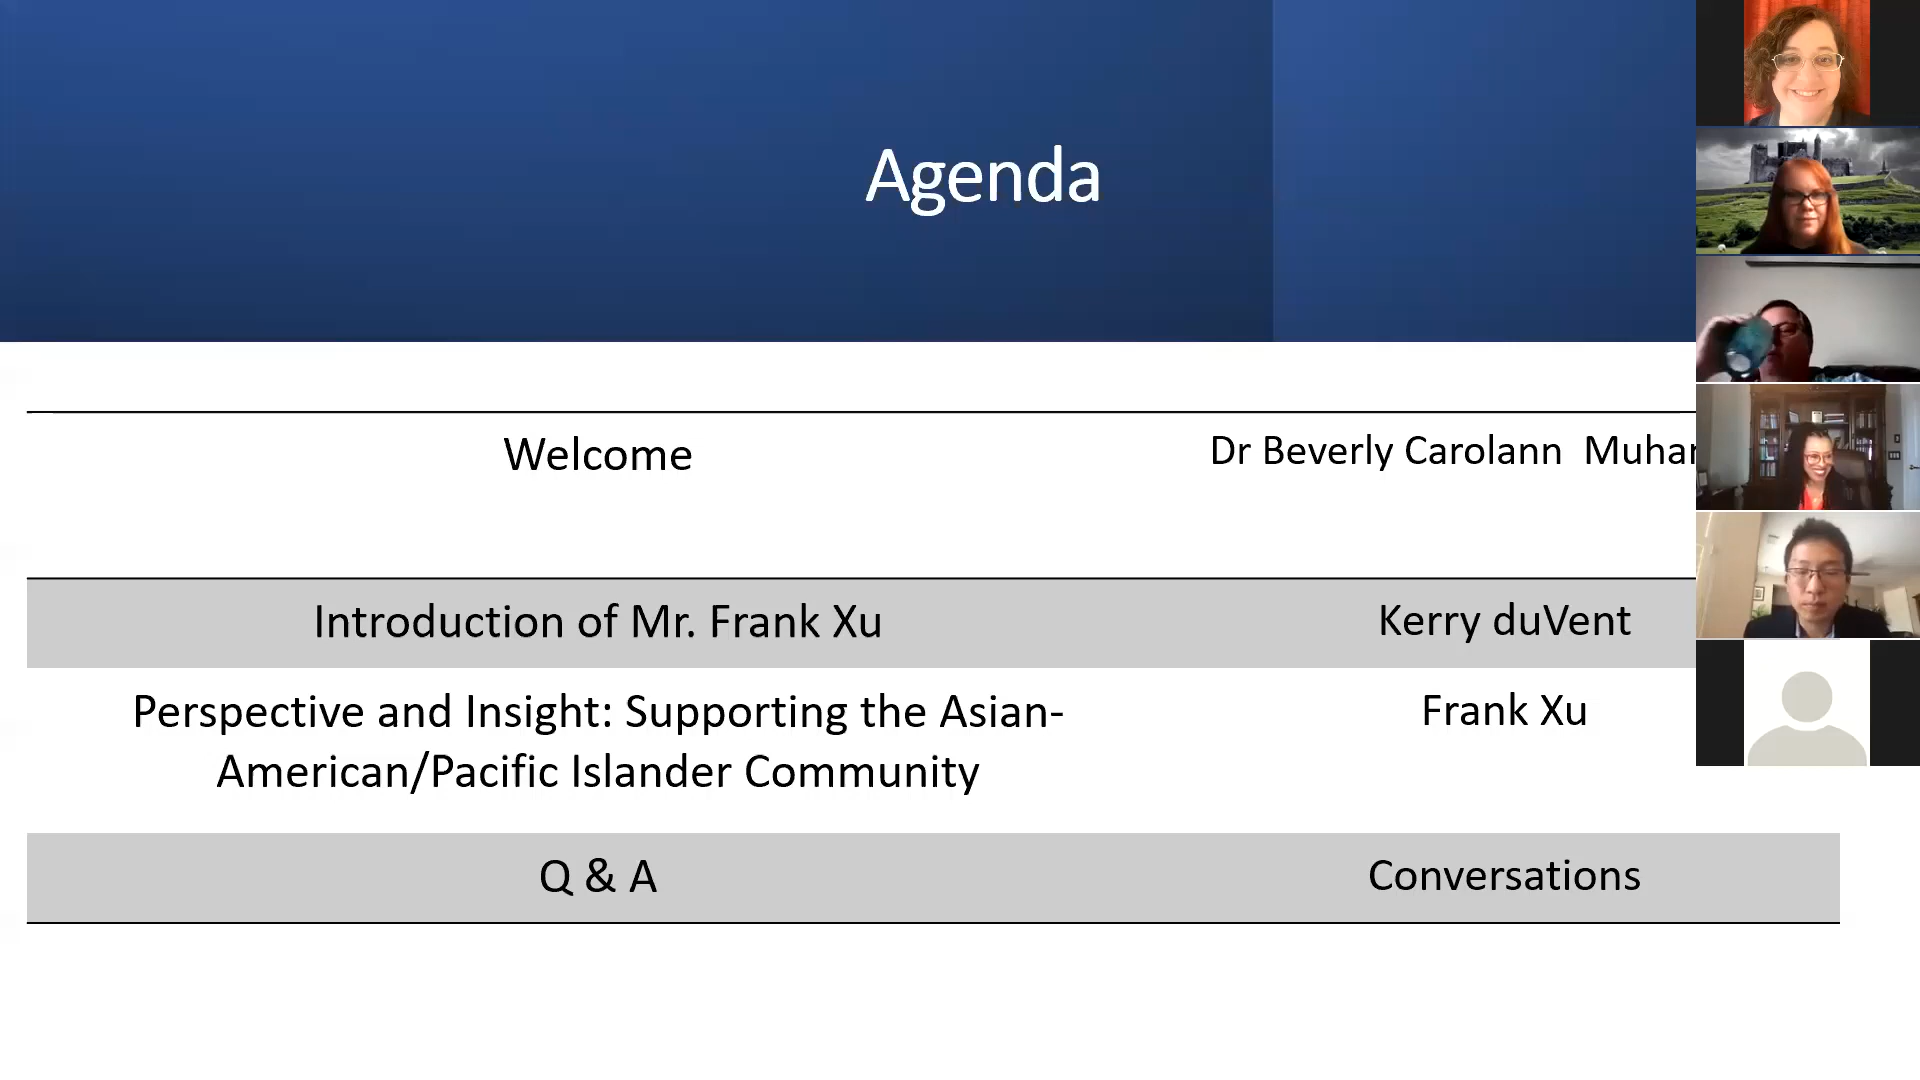 Agenda
Welcome
Dr Beverly Carolann Muhar
Introduction of Mr. Frank Xu
Kerry duVent
Perspective and Insight: Supporting the Asian-
American/Pacific Islander Community
Frank Xu
Q & A
Conversations